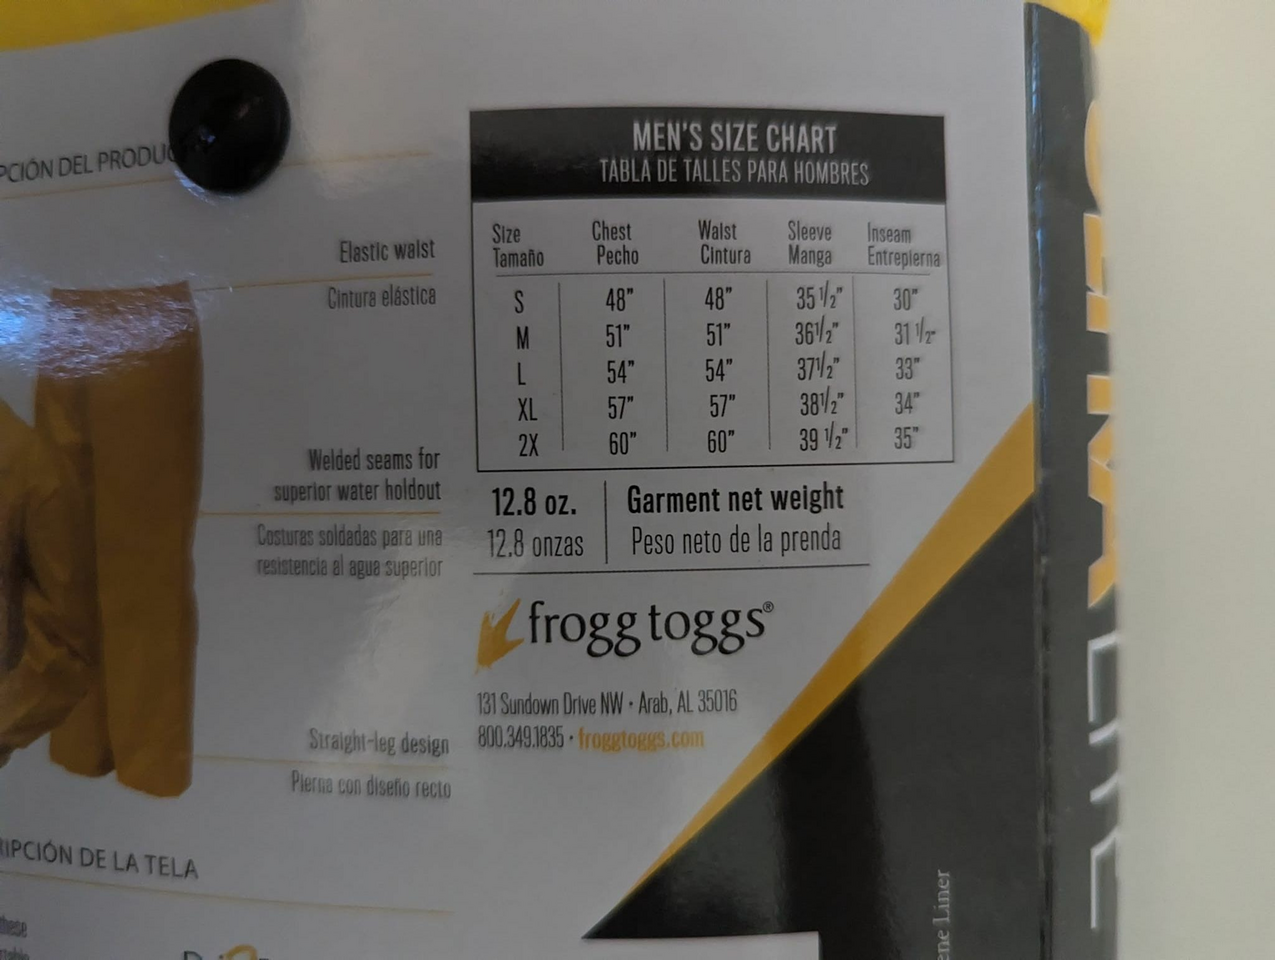 PCIÓN DEL PRODUC
MEN'S SIZE CHART
TABLA DE TALLES PARA HOMBRES
Size Chest Waist Sleeve Inseam
Tamaño Pecho Cintura Manga Entrepierna
S 48" 48" 35 1/2" 30"
M 51" 51" 36 1/2" 31 1/2"
L 54" 54" 37 1/2" 33"
XL 57" 57" 38 1/2" 34"
2X 60" 60" 39 1/2" 35"
Elastic waist
Cintura elástica
Welded seams for
superior water holdout
Costuras soldadas para una
resistencia al agua superior
12.8 oz. Garment net weight
12.8 onzas Peso neto de la prenda
frogg toggs®
131 Sundown Drive NW • Arab, AL 35016
800.349.1835 • froggtoggs.com
Straight-leg design
Pierna con diseño recto
RIPCIÓN DE LA TELA
these
ene Liner